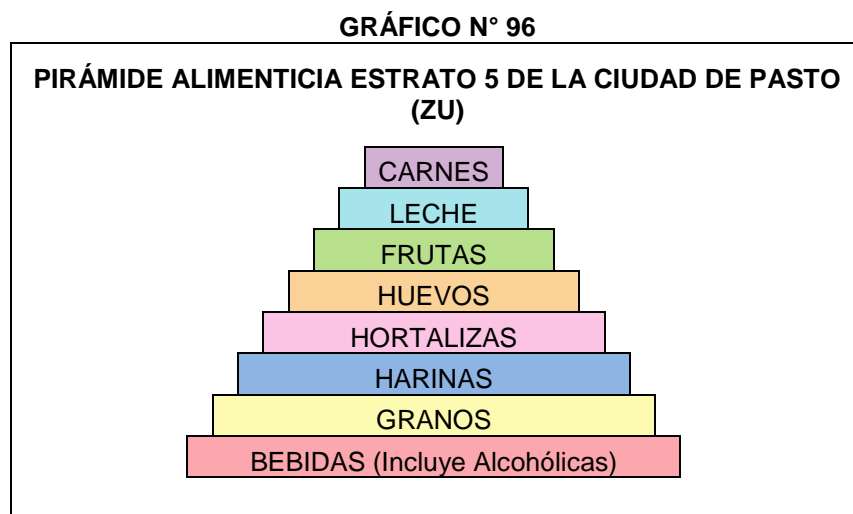 GRÁFICO N° 96
PIRÁMIDE ALIMENTICIA ESTRATO 5 DE LA CIUDAD DE PASTO
(ZU)
CARNES
LECHE
FRUTAS
HUEVOS
HORTALIZAS
HARINAS
GRANOS
BEBIDAS (Incluye Alcohólicas)